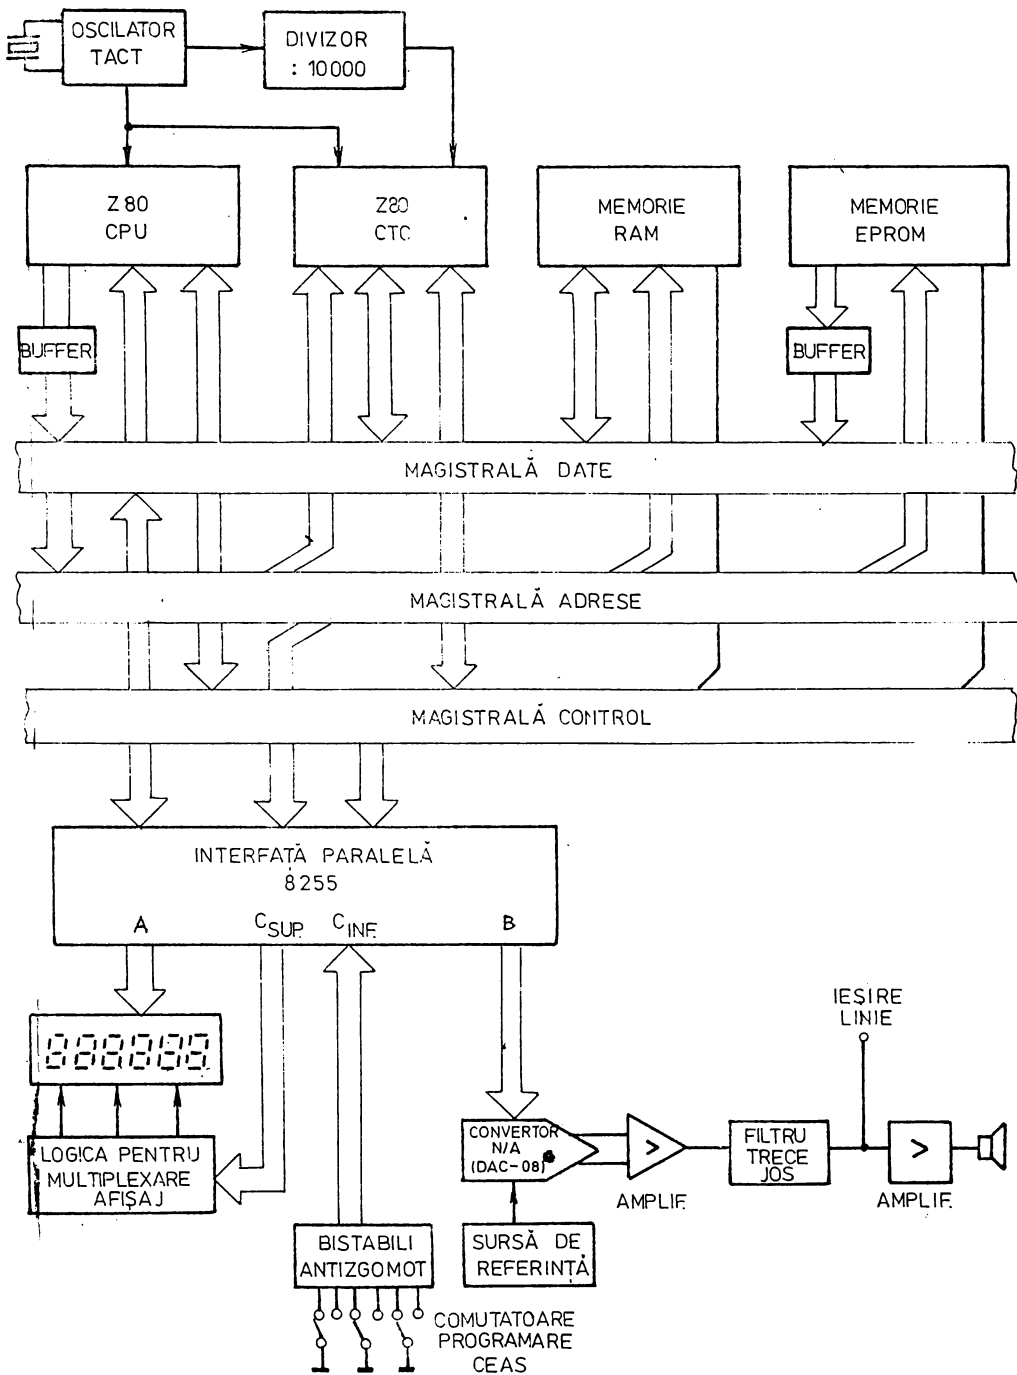 OSCILATOR
TACT
DIVIZOR
: 10000
Z80
CPU
Z80
CTC
MEMORIE
RAM
MEMORIE
EPROM
BUFFER
BUFFER
MAGISTRALĂ DATE
MAGISTRALĂ ADRESE
MAGISTRALĂ CONTROL
INTERFAȚĂ PARALELĂ
8255
A
CSUP.
CINF.
B
LOGICA PENTRU
MULTIPLEXARE
AFIȘAJ
BISTABILI
ANTIZGOMOT
COMUTATOARE
PROGRAMARE
CEAS
CONVERTOR
N/A
(DAC-08)
SURSĂ DE
REFERINȚĂ
>
AMPLIF.
FILTRU
TRECE
JOS
IEȘIRE
LINIE
>
AMPLIF.